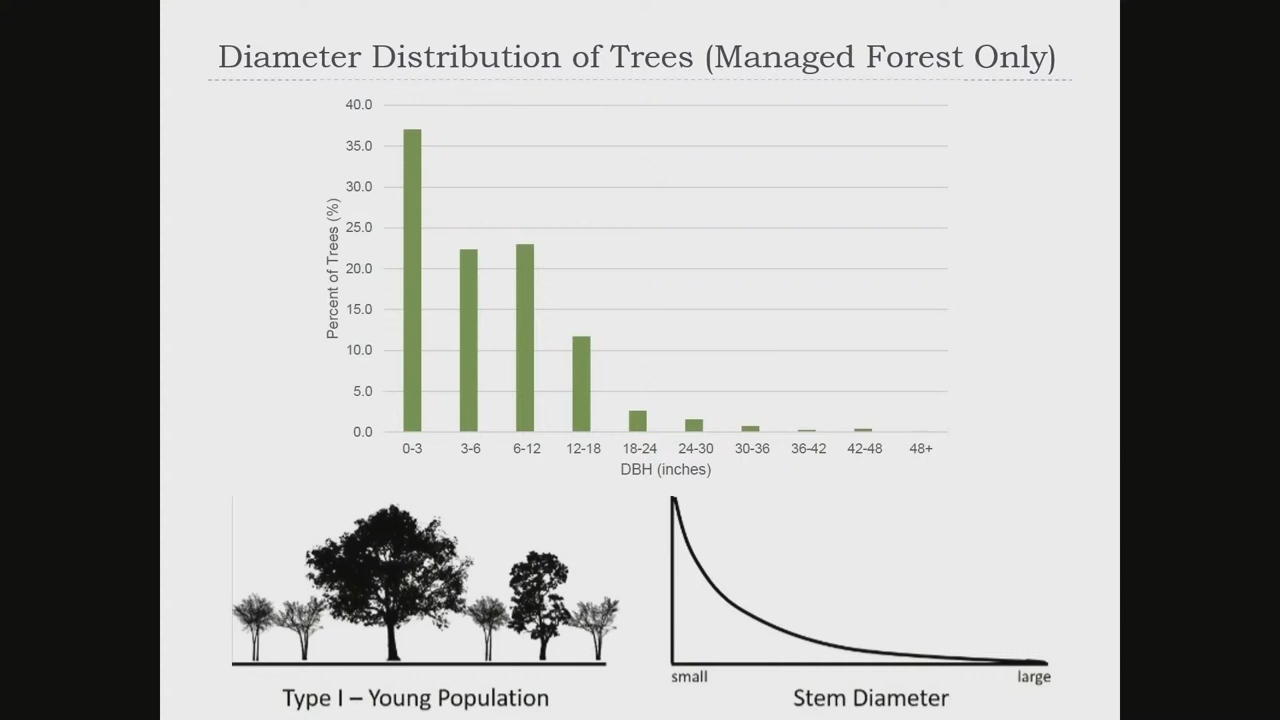 Diameter Distribution of Trees (Managed Forest Only)
40.0
35.0
30.0
25.0
20.0
15.0
10.0
5.0
0.0
Percent of Trees (%)
0-3 3-6 6-12 12-18 18-24 24-30 30-36 36-42 42-48 48+
DBH (inches)
small large
Type I – Young Population
Stem Diameter